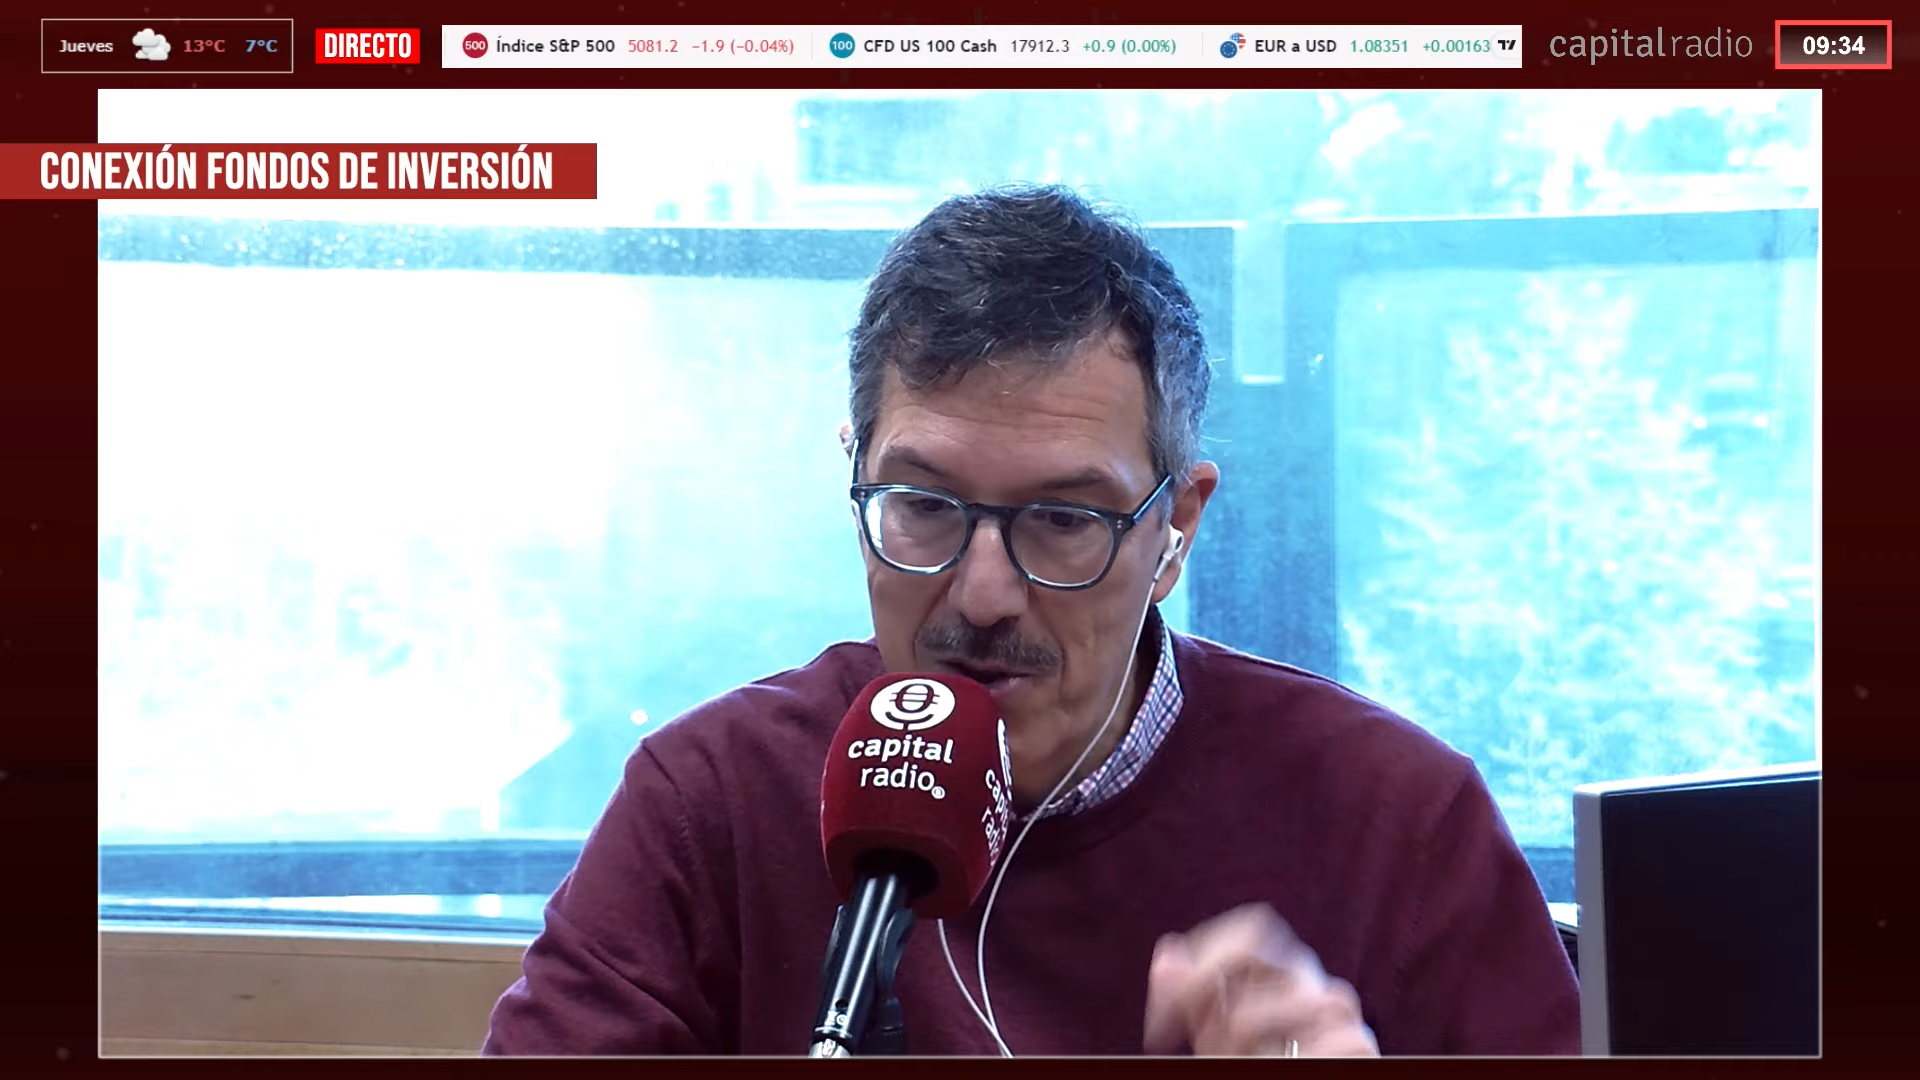 Jueves 13°C 7°C
DIRECTO
500 Índice S&P 500 5081.2 −1.9 (−0.04%) 100 CFD US 100 Cash 17912.3 +0.9 (0.00%) EUR a USD 1.08351 +0.00163
capitalradio
09:34
CONEXIÓN FONDOS DE INVERSIÓN
capital
radio